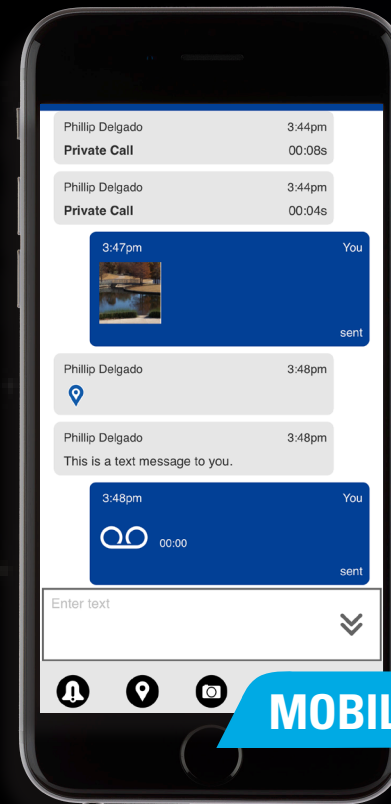 Phillip Delgado 3:44pm
Private Call 00:08s
Phillip Delgado 3:44pm
Private Call 00:04s
3:47pm You
sent
Phillip Delgado 3:48pm
Phillip Delgado 3:48pm
This is a text message to you.
3:48pm You
00:00
sent
Enter text
MOBIL